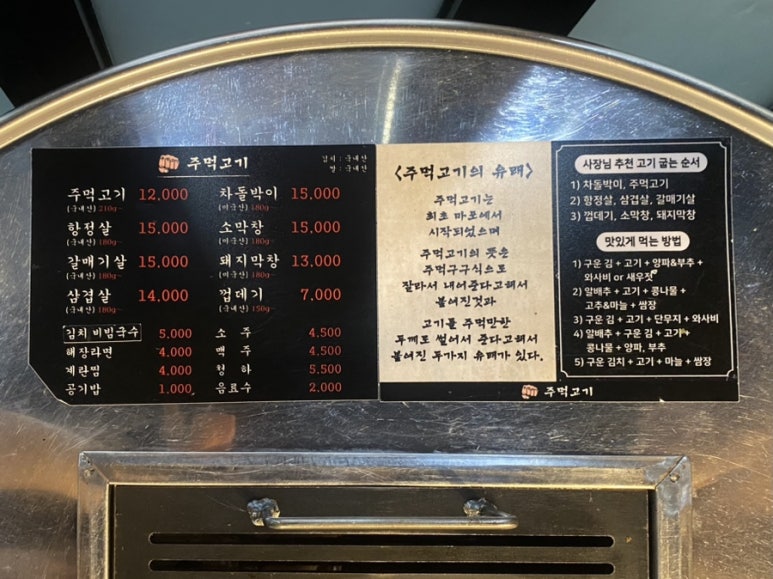 주먹고기
김치 : 국내산
쌀 : 국내산
주먹고기 12,000 차돌박이 15,000
(국내산) 210g~ (미국산) 180g~
항정살 15,000 소막창 15,000
(국내산) 180g~ (미국산) 180g~
갈매기살 15,000 돼지막창 13,000
(국내산) 180g~ (미국산) 180g~
삼겹살 14,000 껍데기 7,000
(국내산) 180g~ (국내산) 150g~
김치 비빔국수 5,000 소 주 4,500
해장라면 4,000 맥 주 4,500
계란찜 4,000 청 하 5,500
공기밥 1,000 음료수 2,000
<주먹고기의 유래>
주먹고기는
최초 마포에서
시작되었으며
주먹고기의 뜻은
주먹구구식으로
잘라서 내어준다고해서
붙여진것과
고기를 주먹만한
두께로 썰어서 준다고해서
붙여진 두가지 유래가 있다.
사장님 추천 고기 굽는 순서
1) 차돌박이, 주먹고기
2) 항정살, 삼겹살, 갈매기살
3) 껍데기, 소막창, 돼지막창
맛있게 먹는 방법
1) 구운 김 + 고기 + 양파&부추 +
와사비 or 새우젓
2) 알배추 + 고기 + 콩나물 +
고추&마늘 + 쌈장
3) 구운 김 + 고기 + 단무지 + 와사비
4) 알배추 + 구운 김 + 고기 +
콩나물 + 양파, 부추
5) 구운 김치 + 고기 + 마늘 + 쌈장
주먹고기